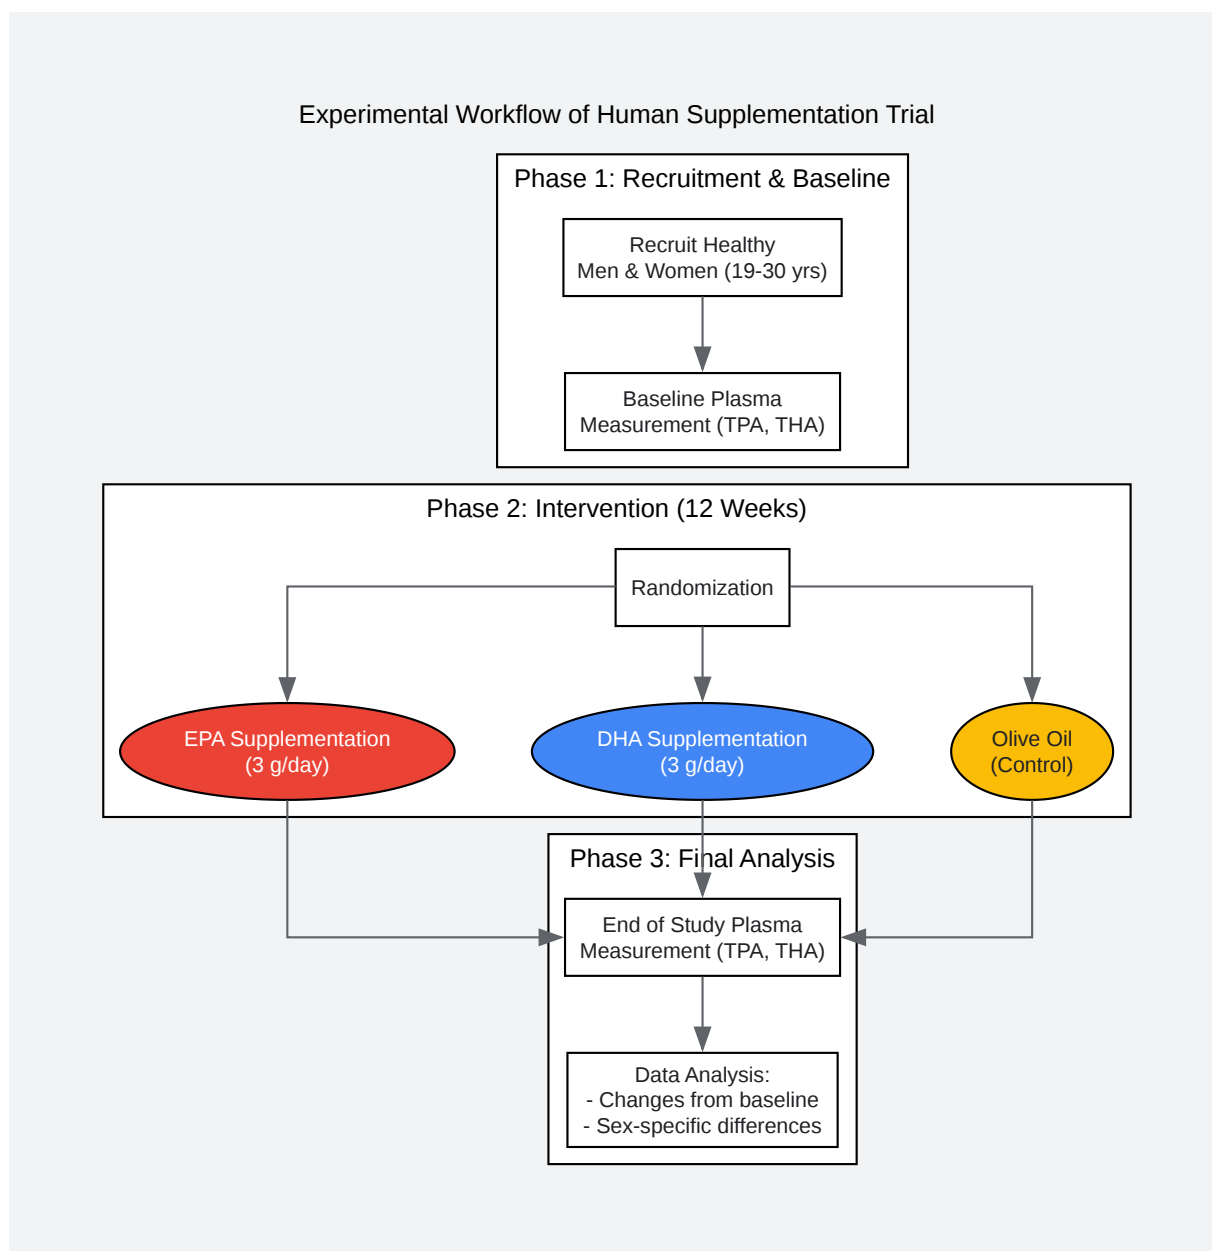 Experimental Workflow of Human Supplementation Trial
Phase 1: Recruitment & Baseline
Recruit Healthy
Men & Women (19-30 yrs)
Baseline Plasma
Measurement (TPA, THA)
Phase 2: Intervention (12 Weeks)
Randomization
EPA Supplementation
(3 g/day)
DHA Supplementation
(3 g/day)
Olive Oil
(Control)
Phase 3: Final Analysis
End of Study Plasma
Measurement (TPA, THA)
Data Analysis:
- Changes from baseline
- Sex-specific differences